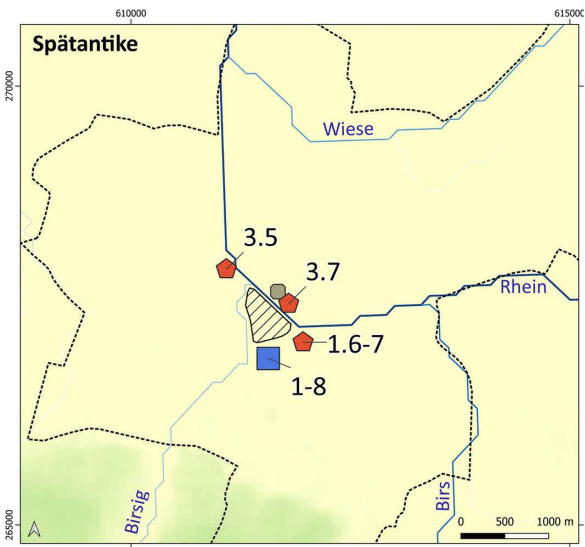 610000
615000
Spätantike
270000
Wiese
3.5
3.7
Rhein
1.6-7
1-8
Birsig
Birs
265000
0 500 1000 m